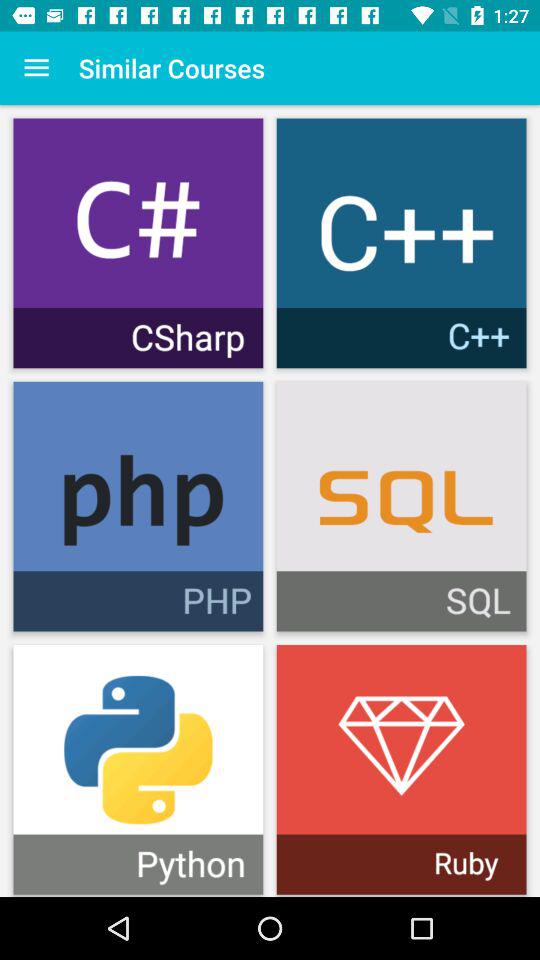 1:27
Similar Courses
C#
C++
CSharp
C++
php
SQL
PHP
SQL
Python
Ruby